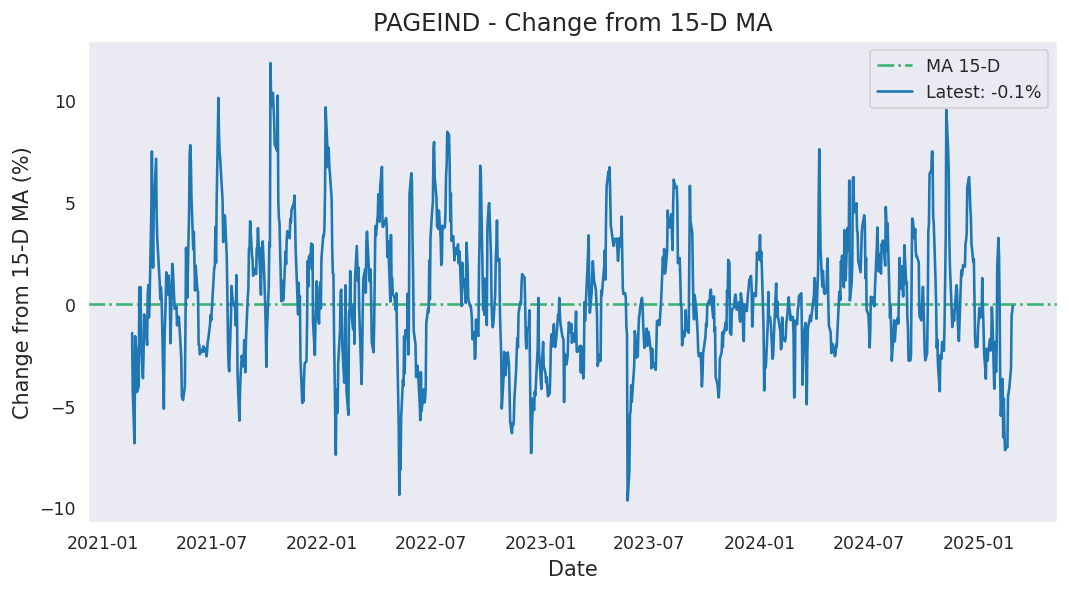 PAGEIND - Change from 15-D MA
MA 15-D
Latest: -0.1%
Change from 15-D MA (%)
10
5
0
−5
−10
2021-01 2021-07 2022-01 2022-07 2023-01 2023-07 2024-01 2024-07 2025-01
Date